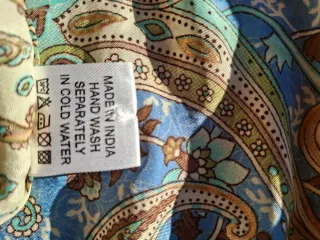 MADE IN INDIA
HAND WASH
SEPARATELY
IN COLD WATER